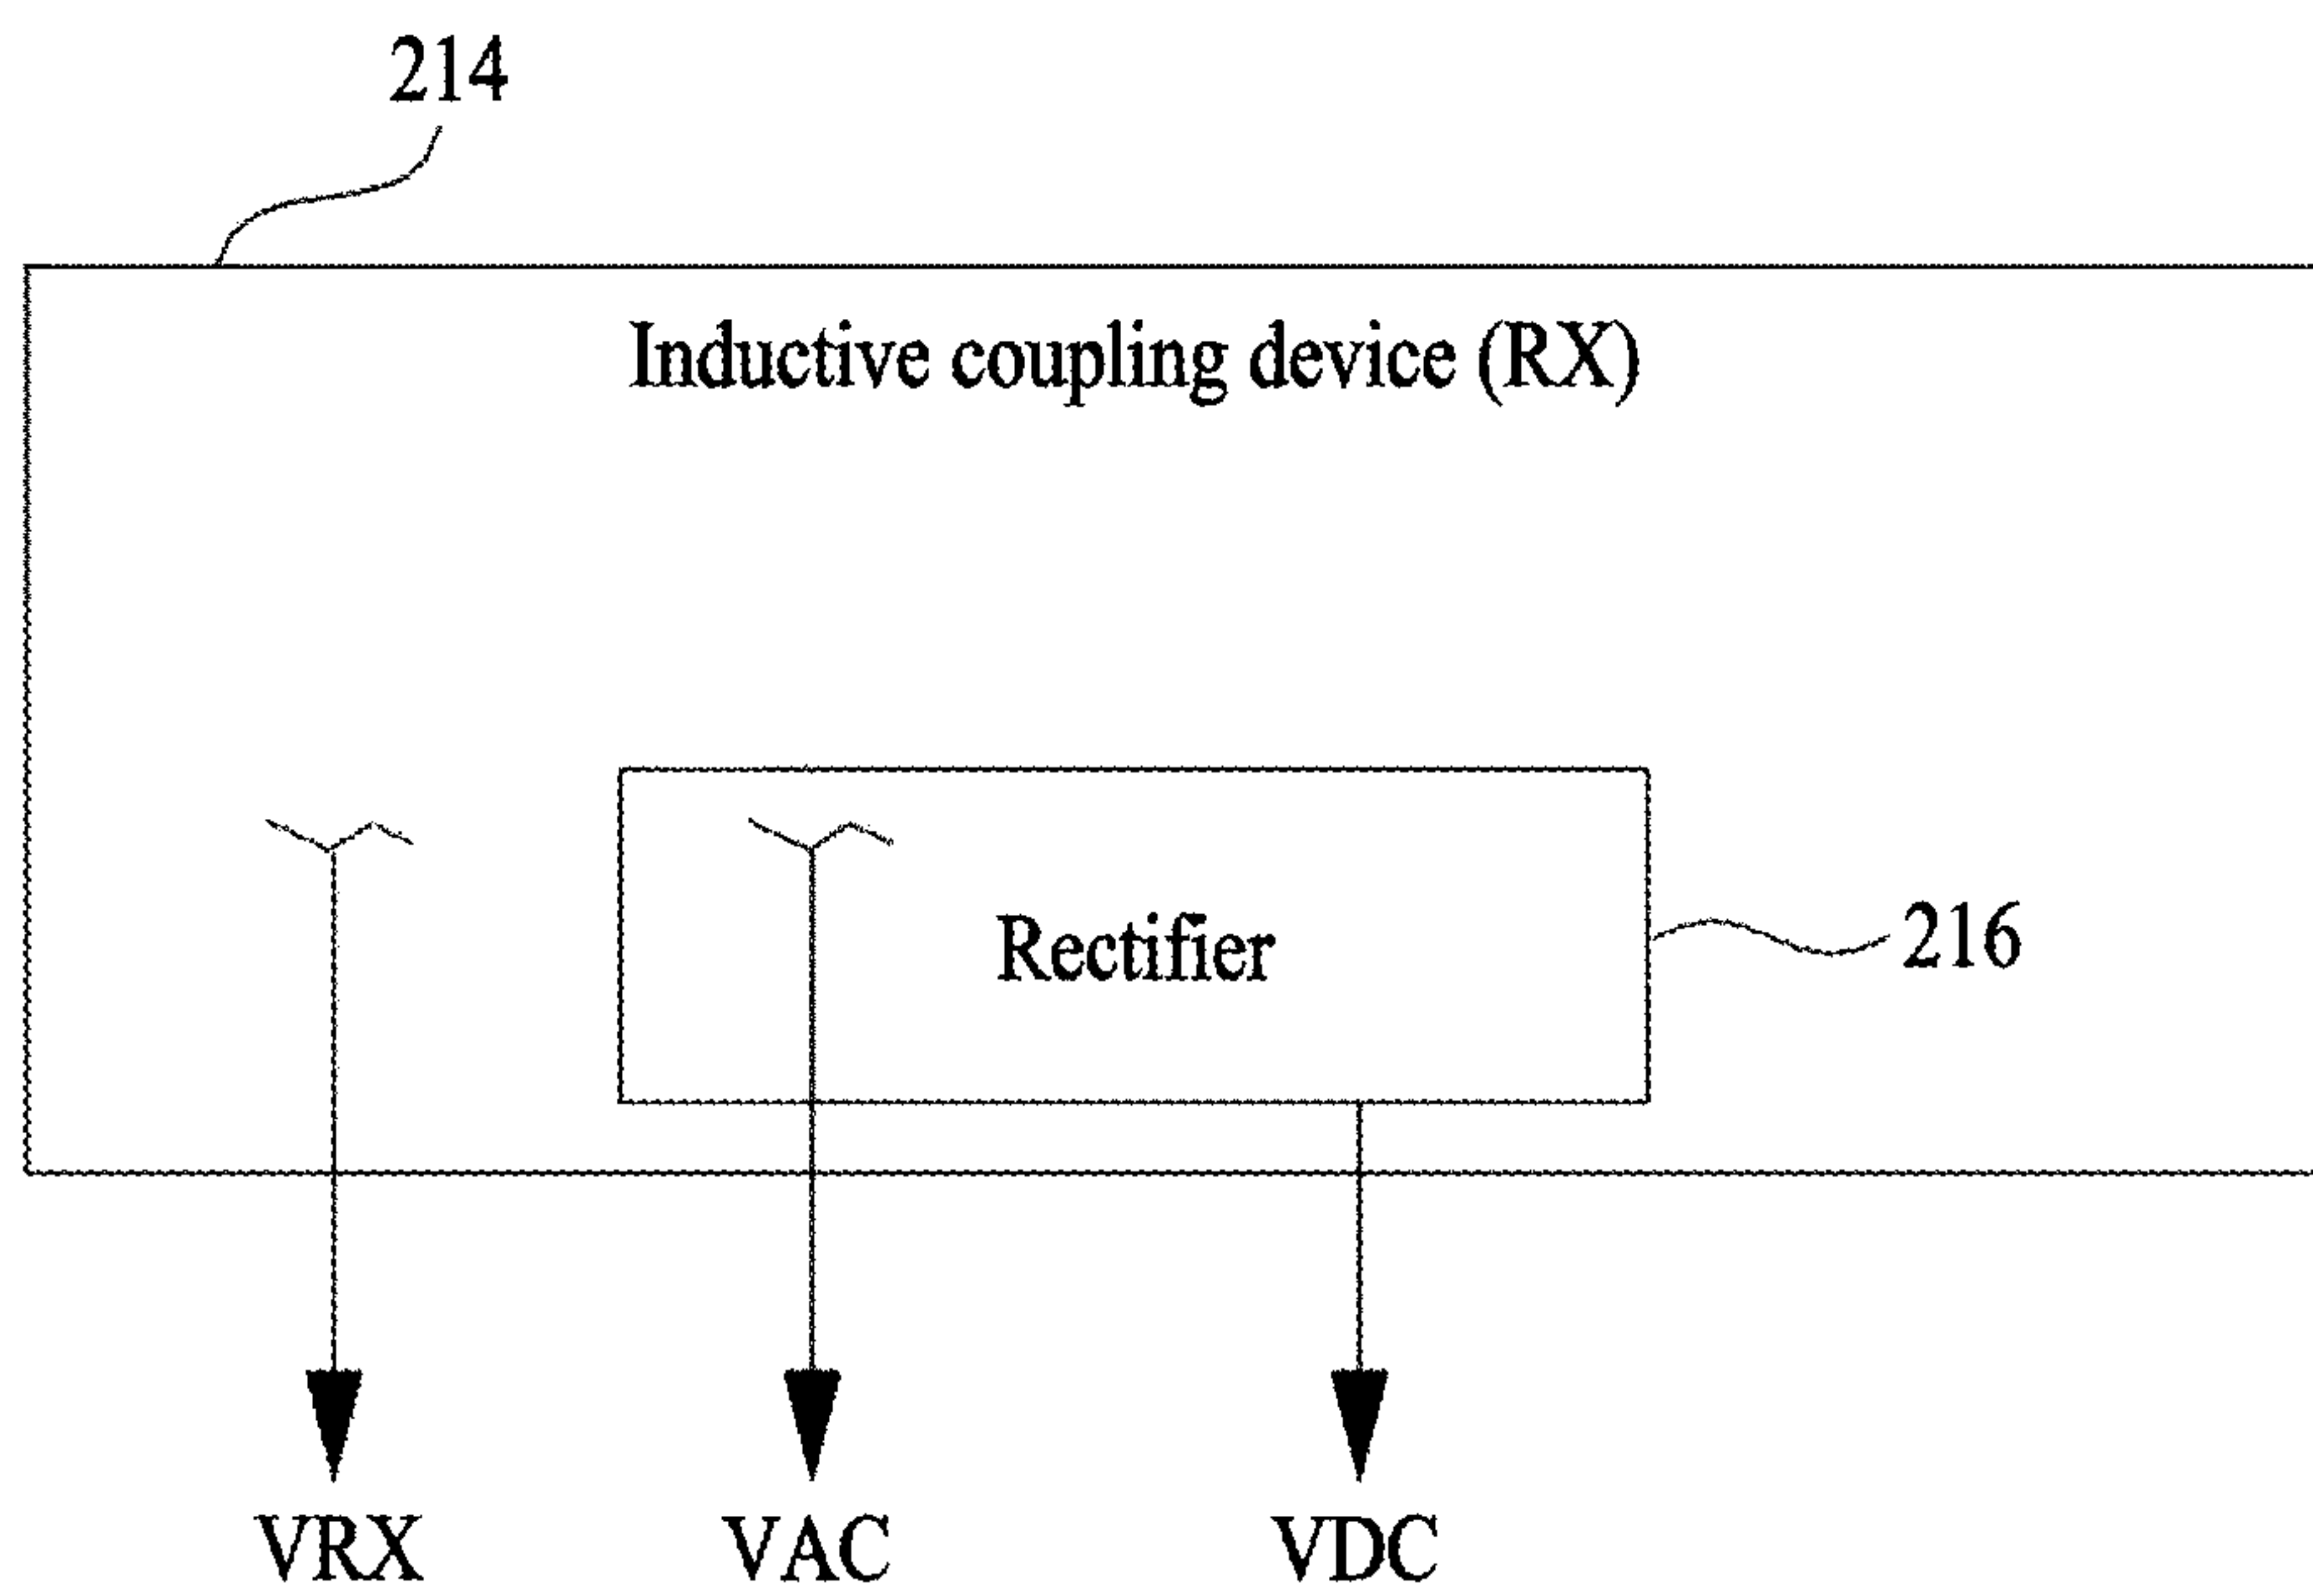 214
Inductive coupling device (RX)
Rectifier
216
VRX VAC VDC